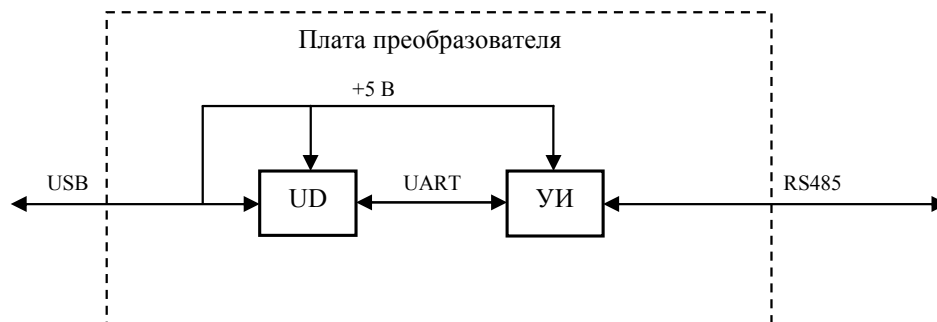 Плата преобразователя
+5 В
USB
UD
UART
УИ
RS485